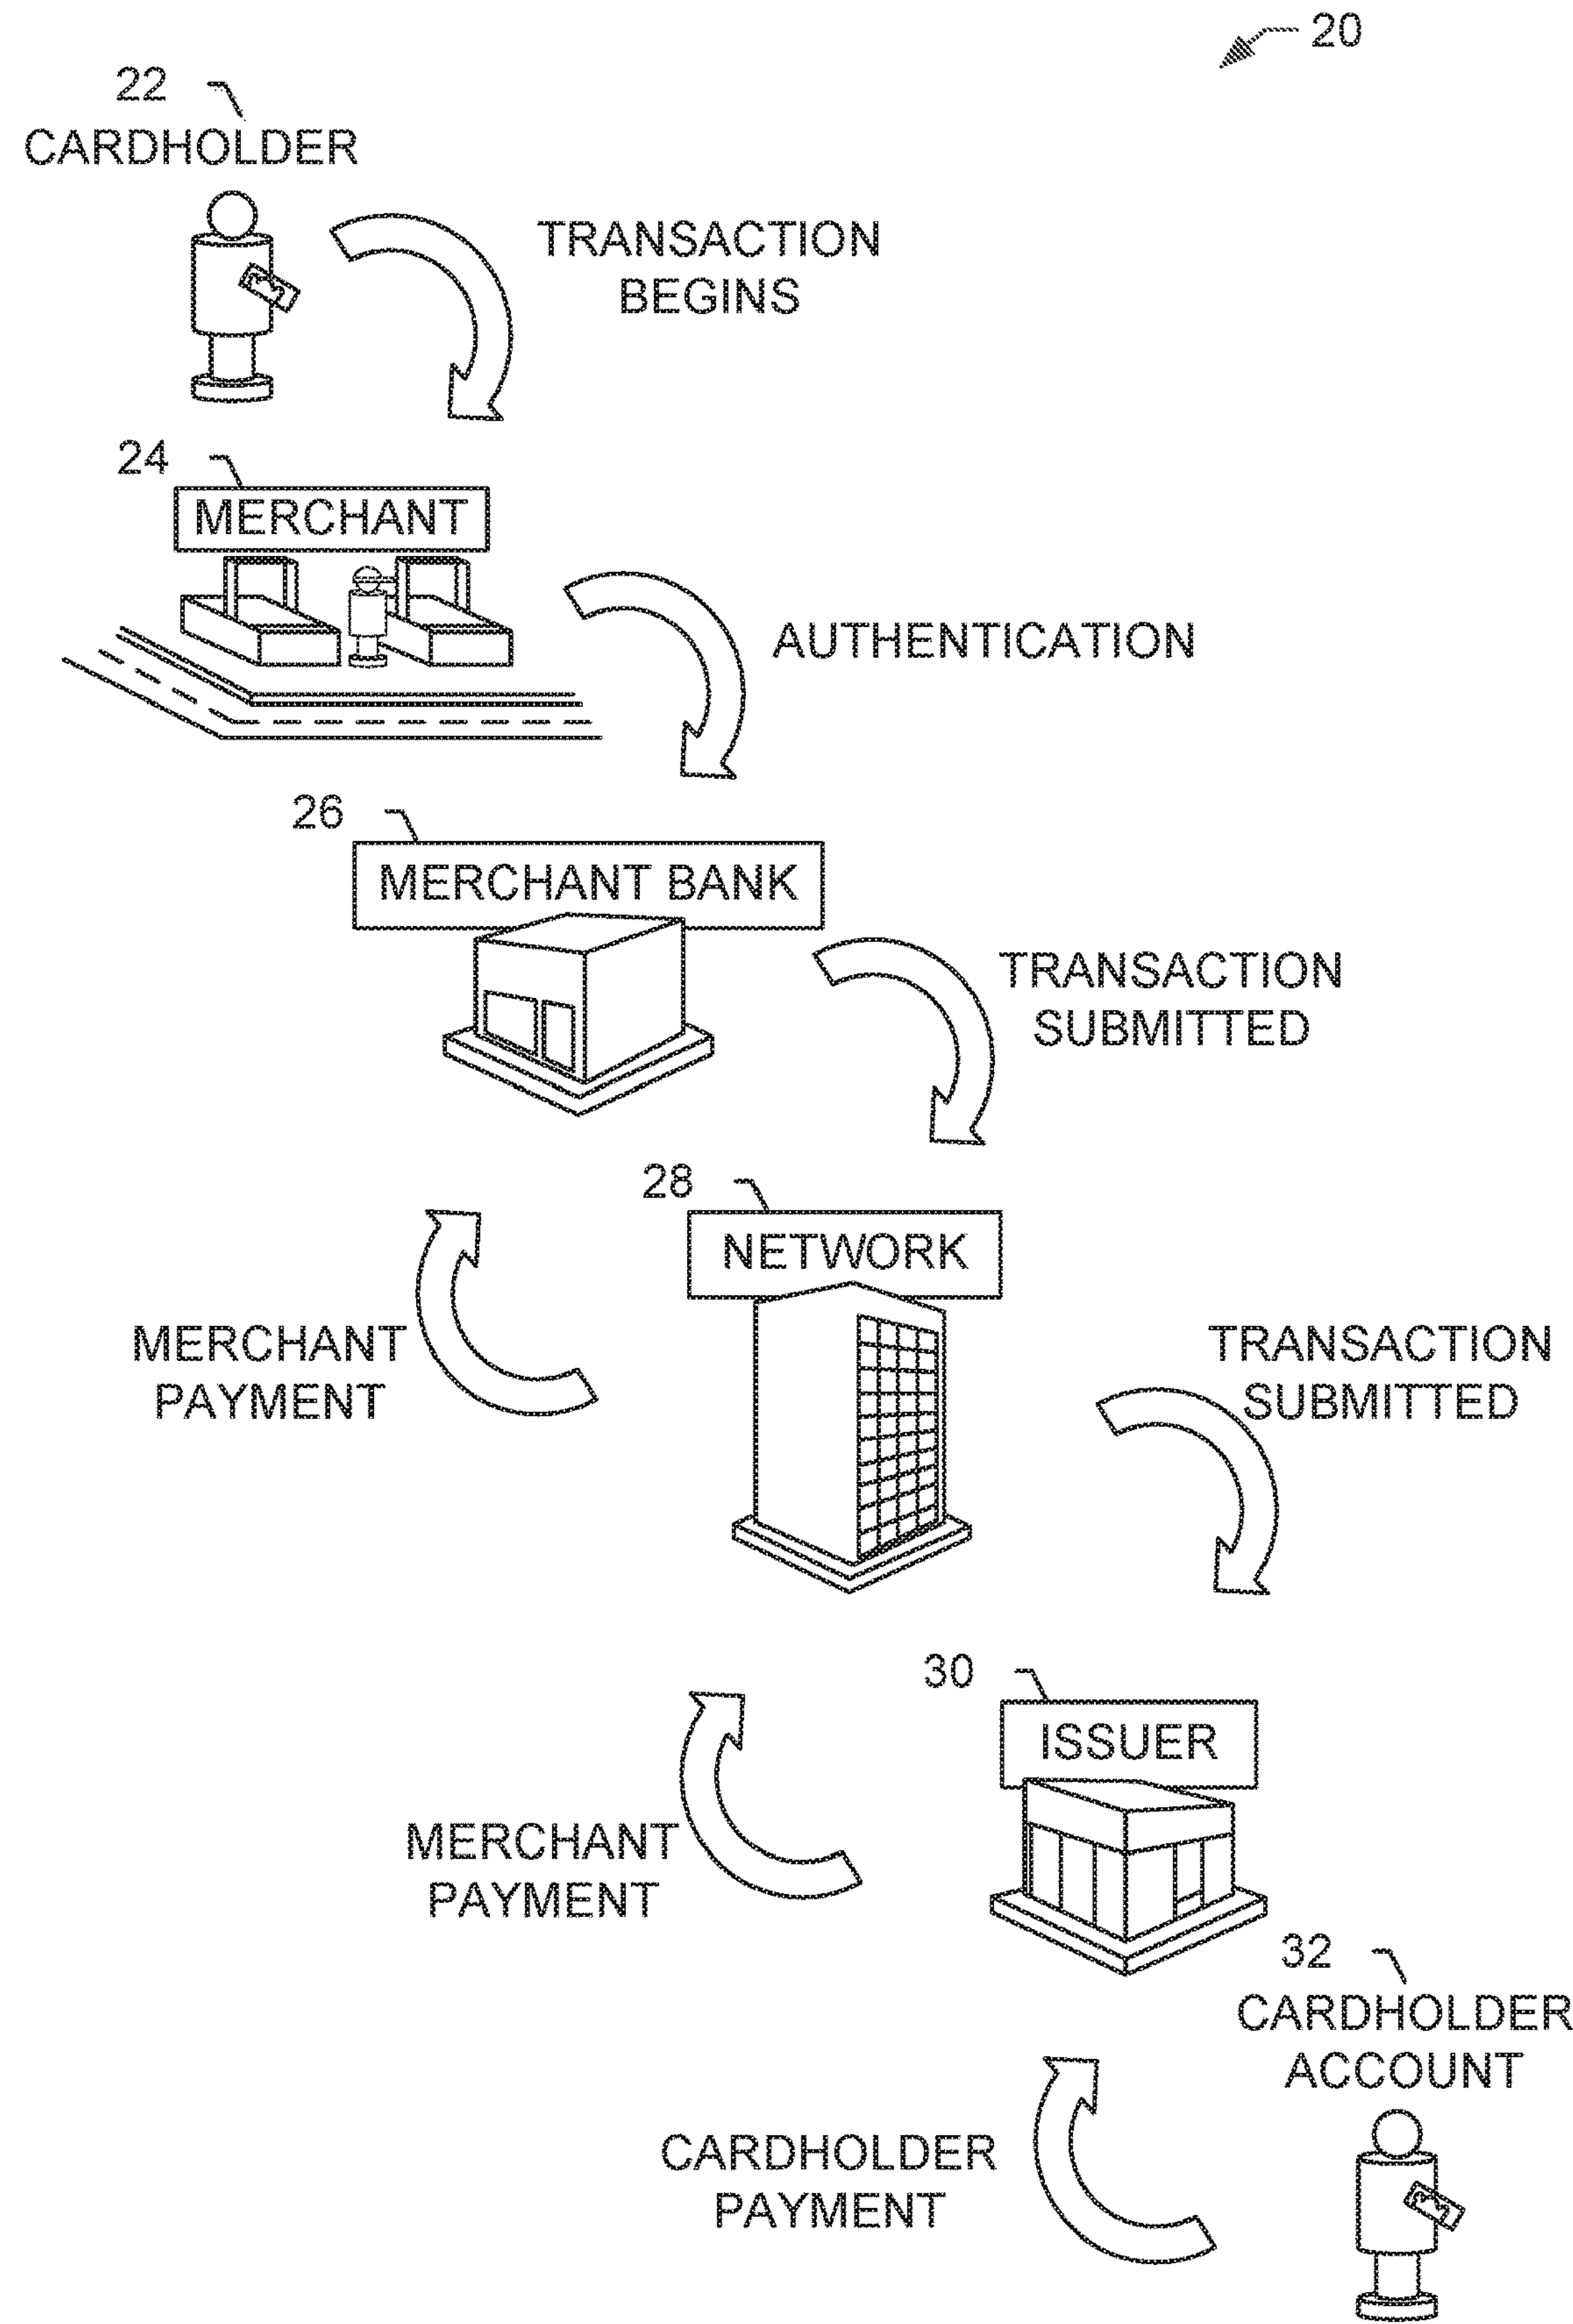 20
22
CARDHOLDER
TRANSACTION
BEGINS
24
MERCHANT
AUTHENTICATION
26
MERCHANT BANK
TRANSACTION
SUBMITTED
28
NETWORK
MERCHANT
PAYMENT
TRANSACTION
SUBMITTED
30
ISSUER
MERCHANT
PAYMENT
32
CARDHOLDER
ACCOUNT
CARDHOLDER
PAYMENT